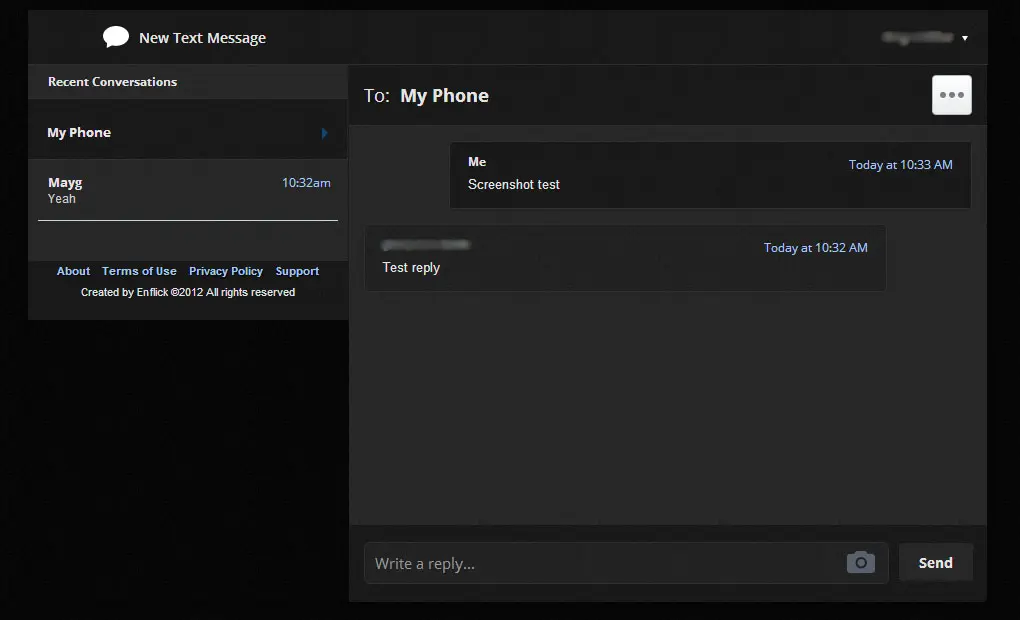 New Text Message
Recent Conversations
My Phone
Mayg 10:32am
Yeah
About Terms of Use Privacy Policy Support
Created by Enflick ©2012 All rights reserved
To: My Phone
Me Today at 10:33 AM
Screenshot test
Today at 10:32 AM
Test reply
Write a reply...
Send